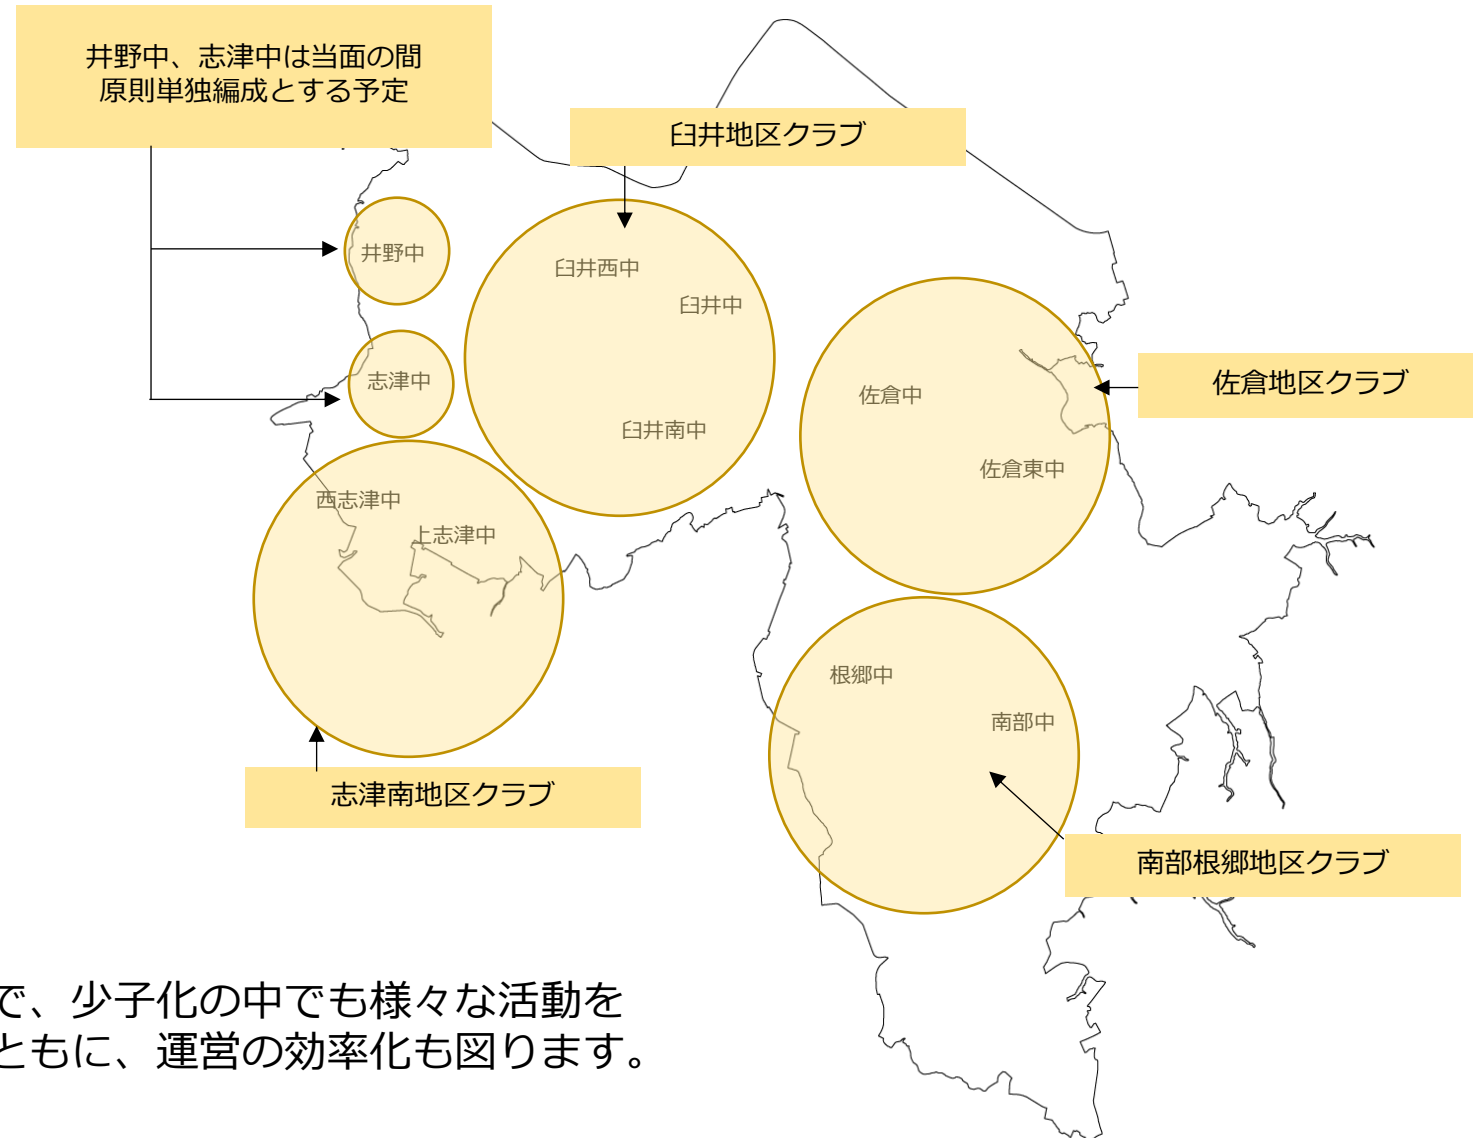 井野中、志津中は当面の間
原則単独編成とする予定
臼井地区クラブ
井野中
臼井西中
臼井中
志津中
佐倉地区クラブ
佐倉中
臼井南中
佐倉東中
西志津中
上志津中
根郷中
南部中
志津南地区クラブ
南部根郷地区クラブ
で、少子化の中でも様々な活動を
ともに、運営の効率化も図ります。